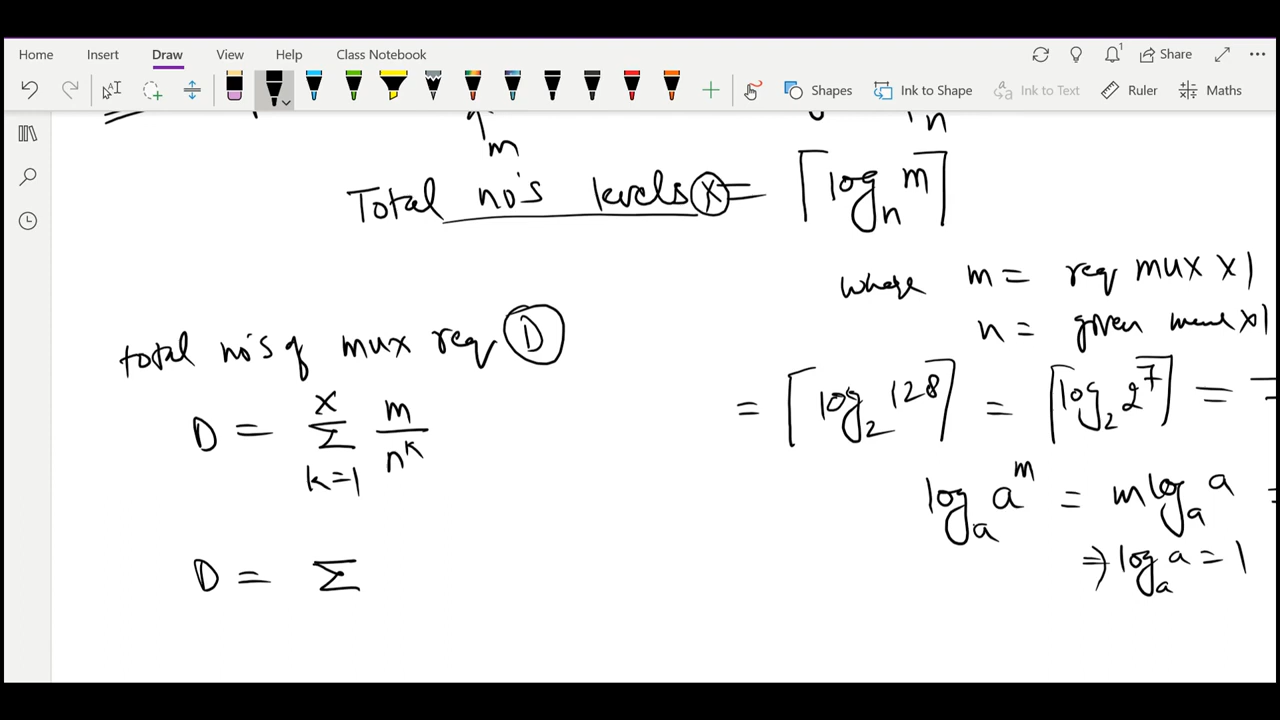 Home Insert Draw View Help Class Notebook 1 Share
Shapes Ink to Shape Ink to Text Ruler Maths
m n
Total no's levels X = ⌈log_n m⌉
where m = req mux x1
n = given x1
total no's of mux req D
D = Σ_{k=1}^{X} m/n^k
= ⌈log_2 128⌉ = ⌈log_2 2^7⌉ =
log_a a^m = m log_a a
⇒ log_a a = 1
D = Σ